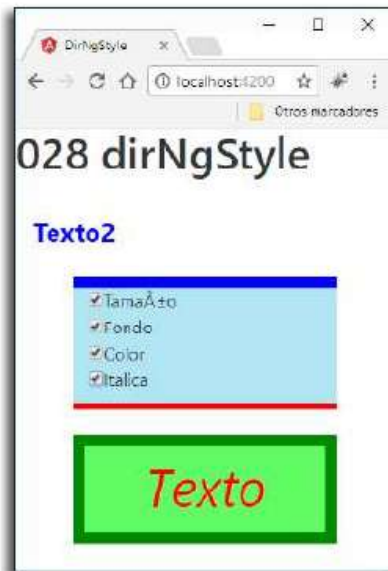 DirNgStyle
localhost:4200
Otros marcadores
028 dirNgStyle
Texto2
TamaÃ±o
Fondo
Color
Italica
Texto